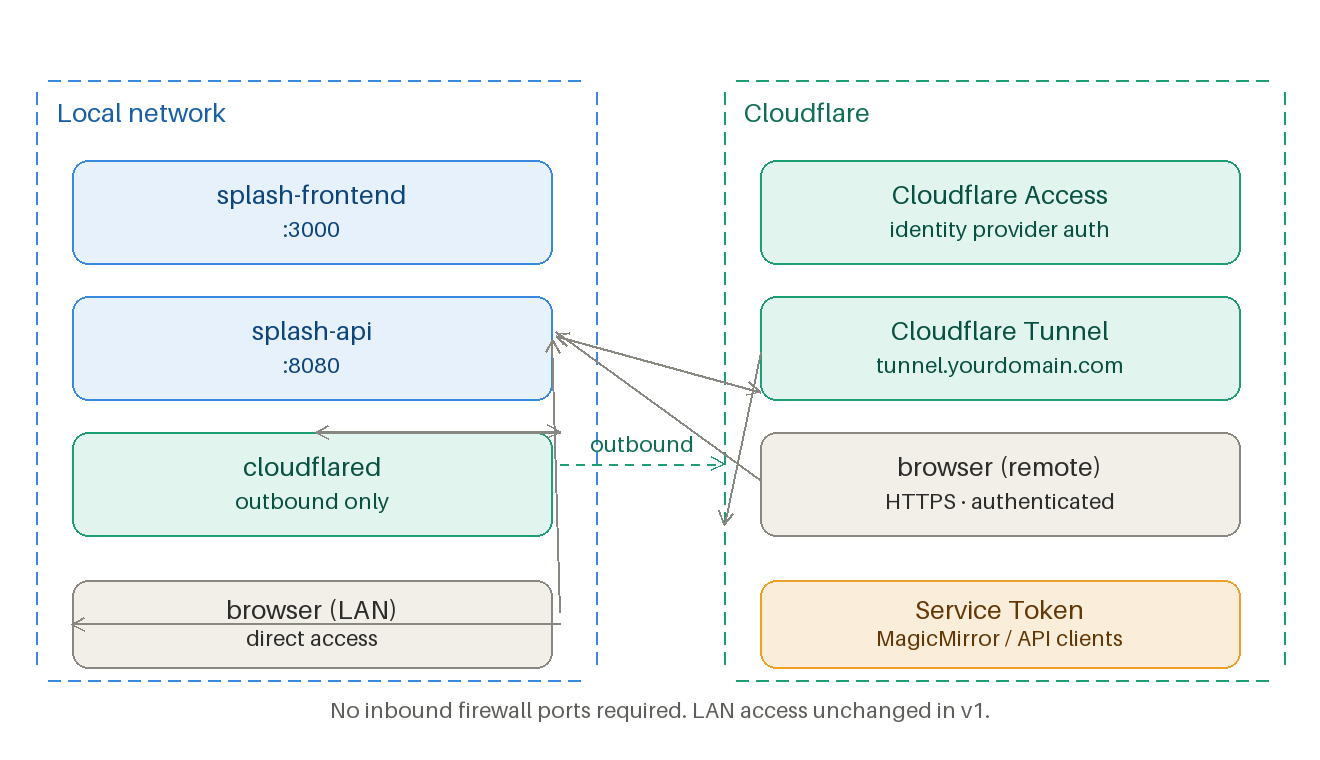 Local network
splash-frontend
:3000
splash-api
:8080
cloudflared
outbound only
browser (LAN)
direct access
outbound
Cloudflare
Cloudflare Access
identity provider auth
Cloudflare Tunnel
tunnel.yourdomain.com
browser (remote)
HTTPS · authenticated
Service Token
MagicMirror / API clients
No inbound firewall ports required. LAN access unchanged in v1.